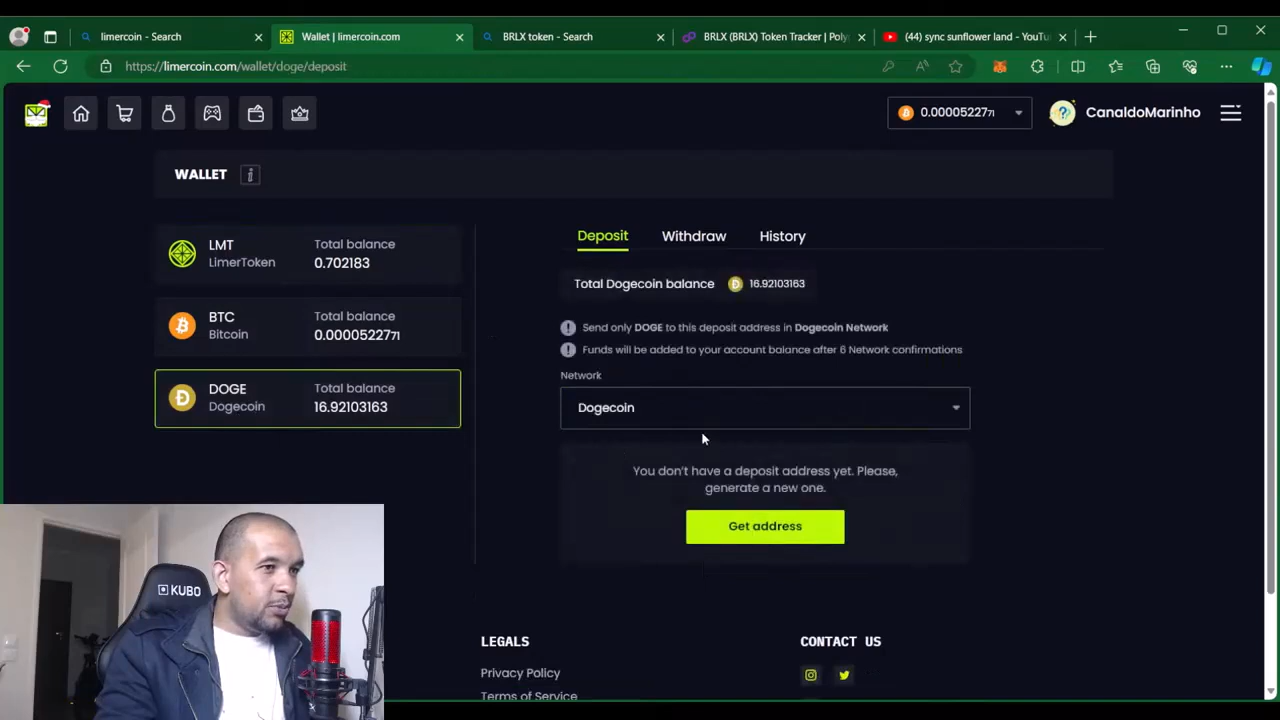 limercoin - Search
Wallet | limercoin.com
BRLX token - Search
BRLX (BRLX) Token Tracker | Poly
(44) sync sunflower land - YouTu
https://limercoin.com/wallet/doge/deposit
0.0000522771
CanaldoMarinho
WALLET
LMT
LimerToken
Total balance
0.702183
BTC
Bitcoin
Total balance
0.0000522771
DOGE
Dogecoin
Total balance
16.92103163
Deposit
Withdraw
History
Total Dogecoin balance
16.92103163
Send only DOGE to this deposit address in Dogecoin Network
Funds will be added to your account balance after 6 Network confirmations
Network
Dogecoin
You don't have a deposit address yet. Please,
generate a new one.
Get address
KUBO
LEGALS
Privacy Policy
Terms of Service
CONTACT US